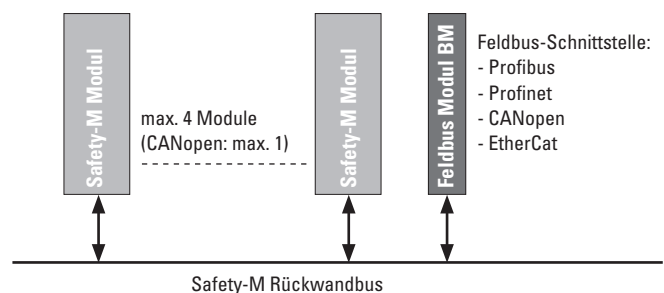 Safety-M Modul
max. 4 Module
(CANopen: max. 1)
Safety-M Modul
Feldbus Modul BM
Feldbus-Schnittstelle:
- Profibus
- Profinet
- CANopen
- EtherCat
Safety-M Rückwandbus